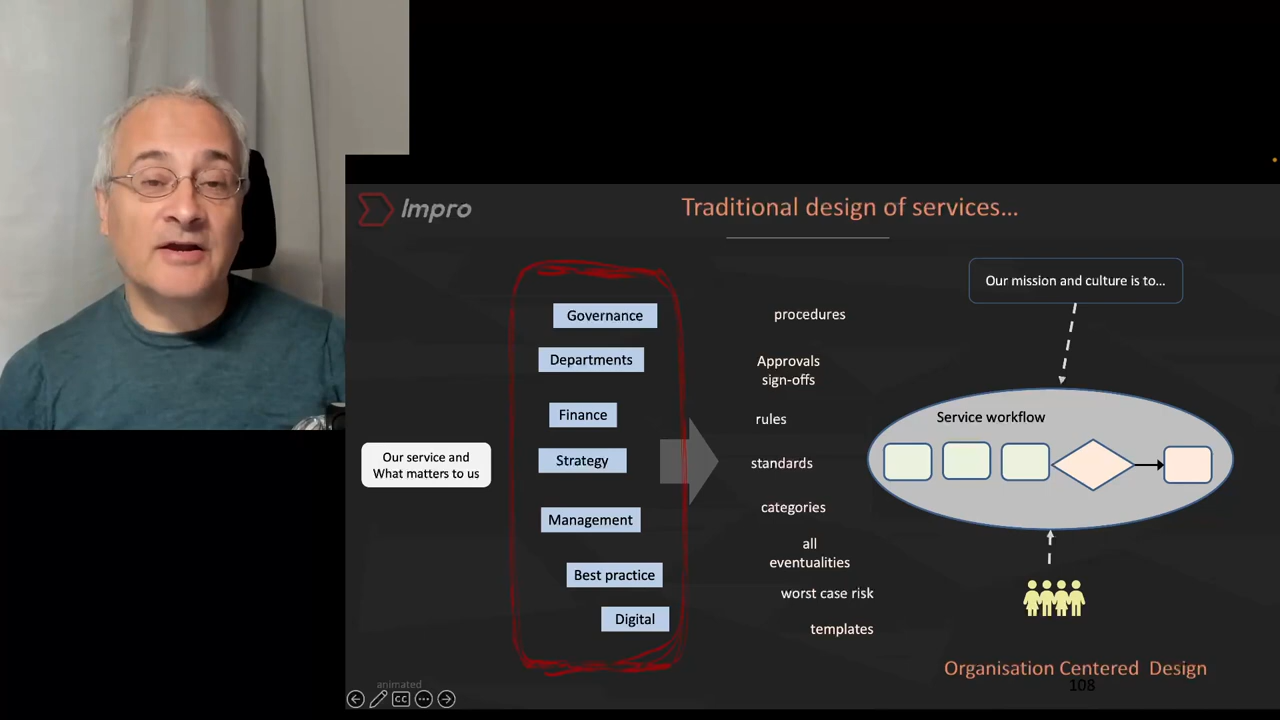 Impro
Traditional design of services...
Our mission and culture is to...
Governance
procedures
Departments
Approvals
sign-offs
Finance
rules
Service workflow
Our service and
What matters to us
Strategy
standards
categories
Management
all
eventualities
Best practice
worst case risk
Digital
templates
Organisation Centered Design
108
animated
CC